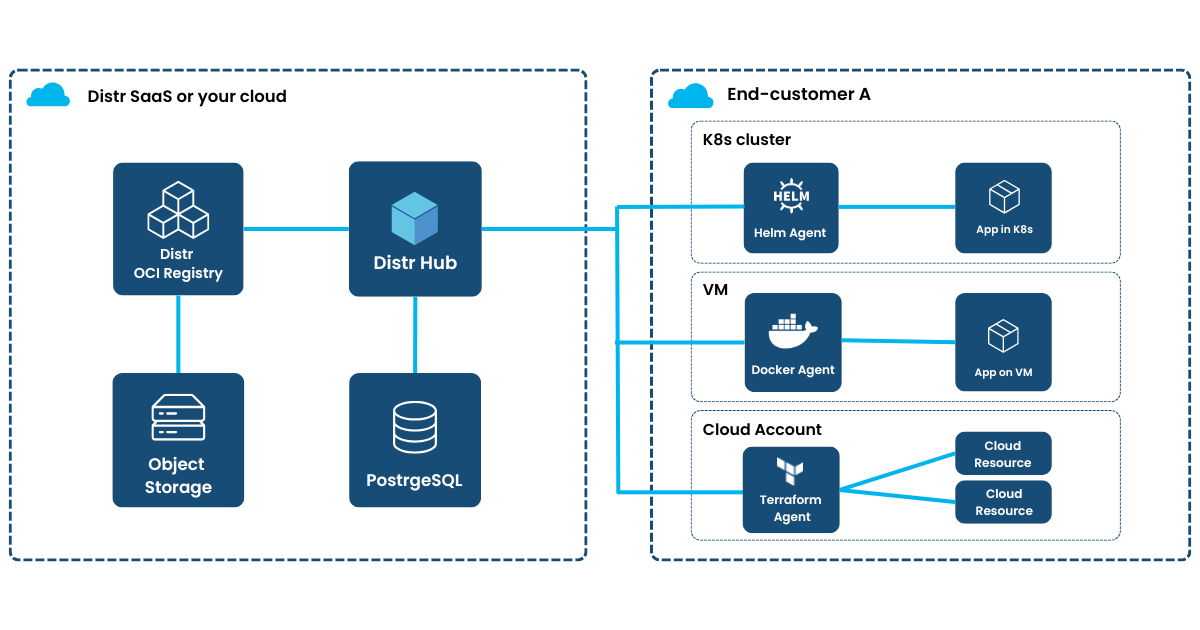 Distr SaaS or your cloud
Distr
OCI Registry
Distr Hub
Object
Storage
PostrgeSQL
End-customer A
K8s cluster
HELM
Helm Agent
App in K8s
VM
Docker Agent
App on VM
Cloud Account
Terraform
Agent
Cloud
Resource
Cloud
Resource